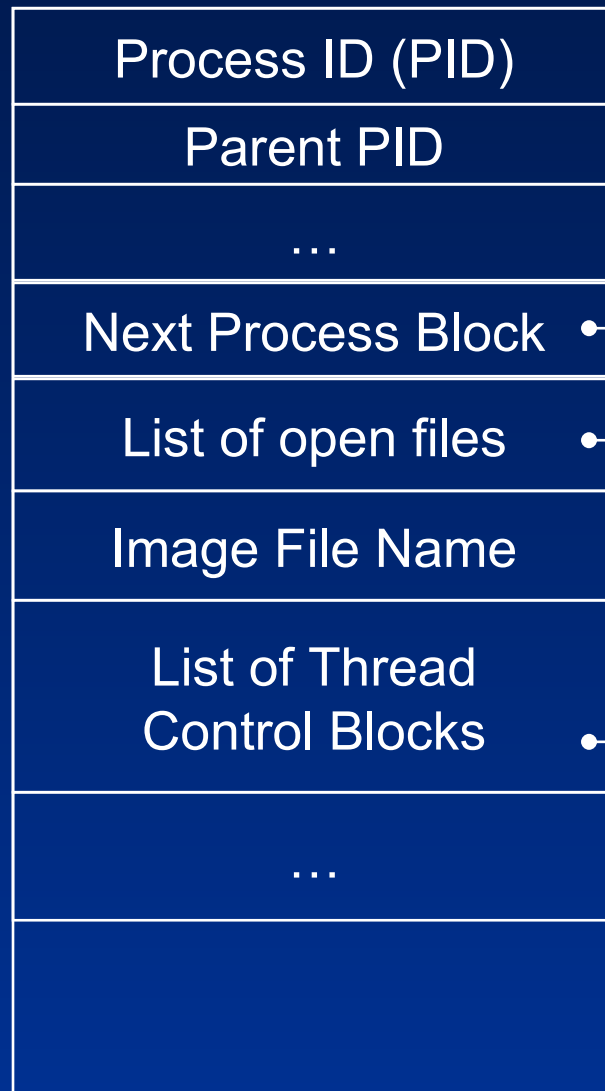 Process ID (PID)
Parent PID
…
Next Process Block
List of open files
Image File Name
List of Thread
Control Blocks
…